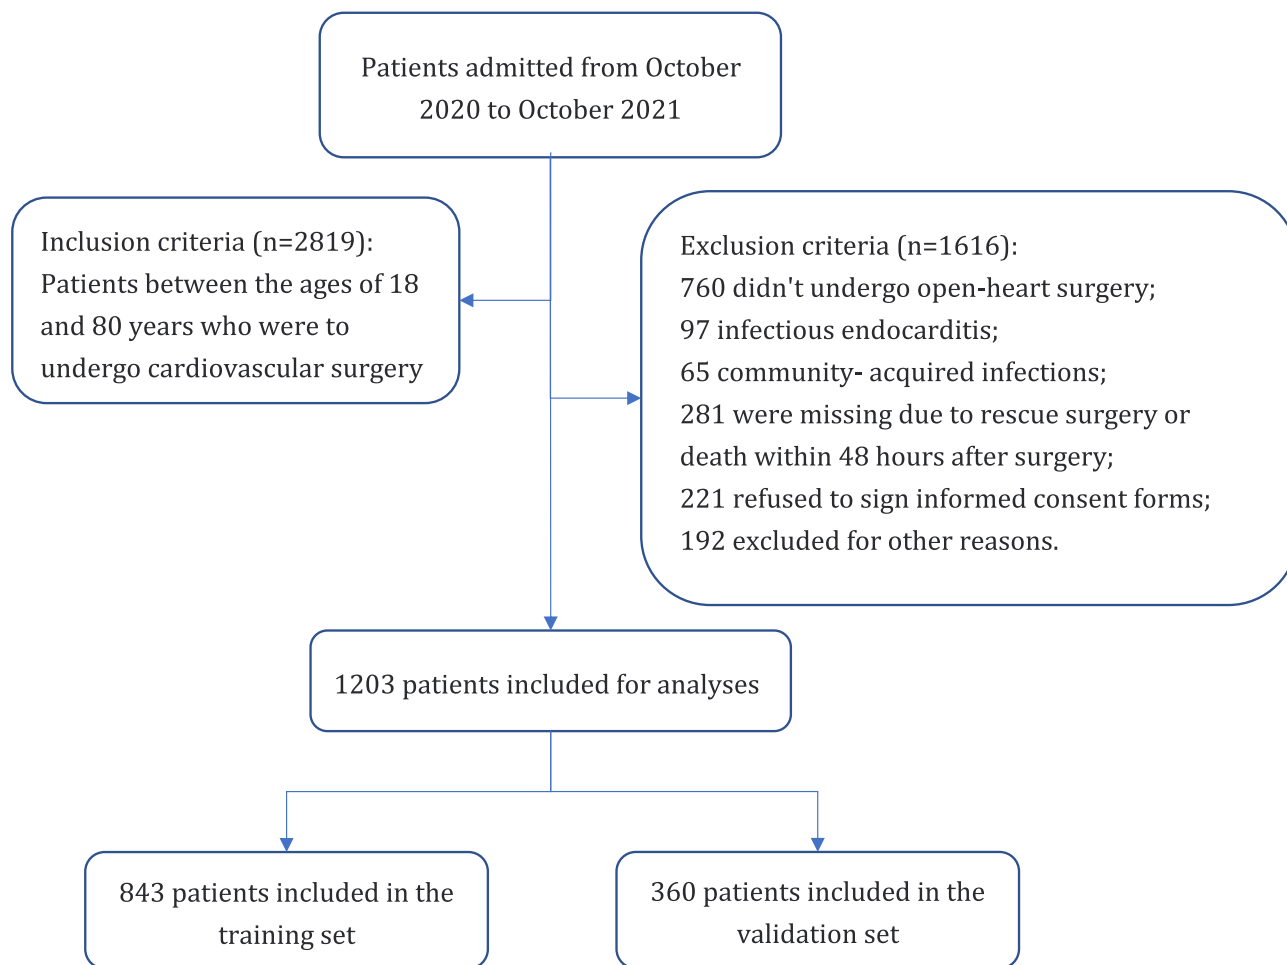 Patients admitted from October
2020 to October 2021
Inclusion criteria (n=2819):
Patients between the ages of 18
and 80 years who were to
undergo cardiovascular surgery
Exclusion criteria (n=1616):
760 didn't undergo open-heart surgery;
97 infectious endocarditis;
65 community- acquired infections;
281 were missing due to rescue surgery or
death within 48 hours after surgery;
221 refused to sign informed consent forms;
192 excluded for other reasons.
1203 patients included for analyses
843 patients included in the
training set
360 patients included in the
validation set